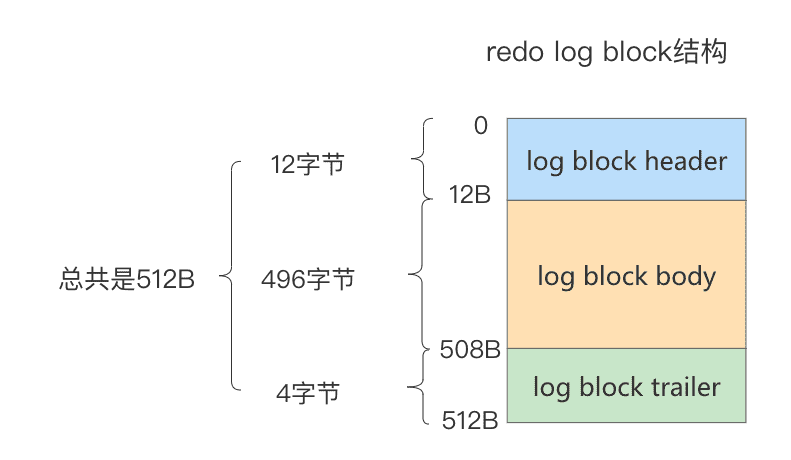 redo log block结构
0
12字节
log block header
12B
总共是512B
496字节
log block body
508B
4字节
log block trailer
512B